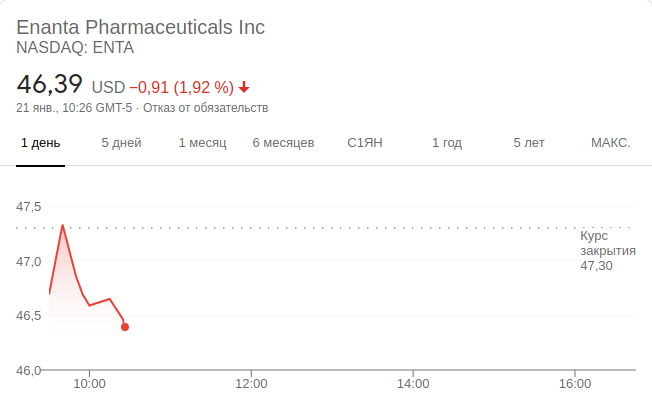 Enanta Pharmaceuticals Inc
NASDAQ: ENTA
46,39 USD −0,91 (1,92 %)
21 янв., 10:26 GMT-5 · Отказ от обязательств
1 день 5 дней 1 месяц 6 месяцев С1ЯН 1 год 5 лет МАКС.
47,5
Курс
закрытия
47,30
47,0
46,5
46,0
10:00 12:00 14:00 16:00